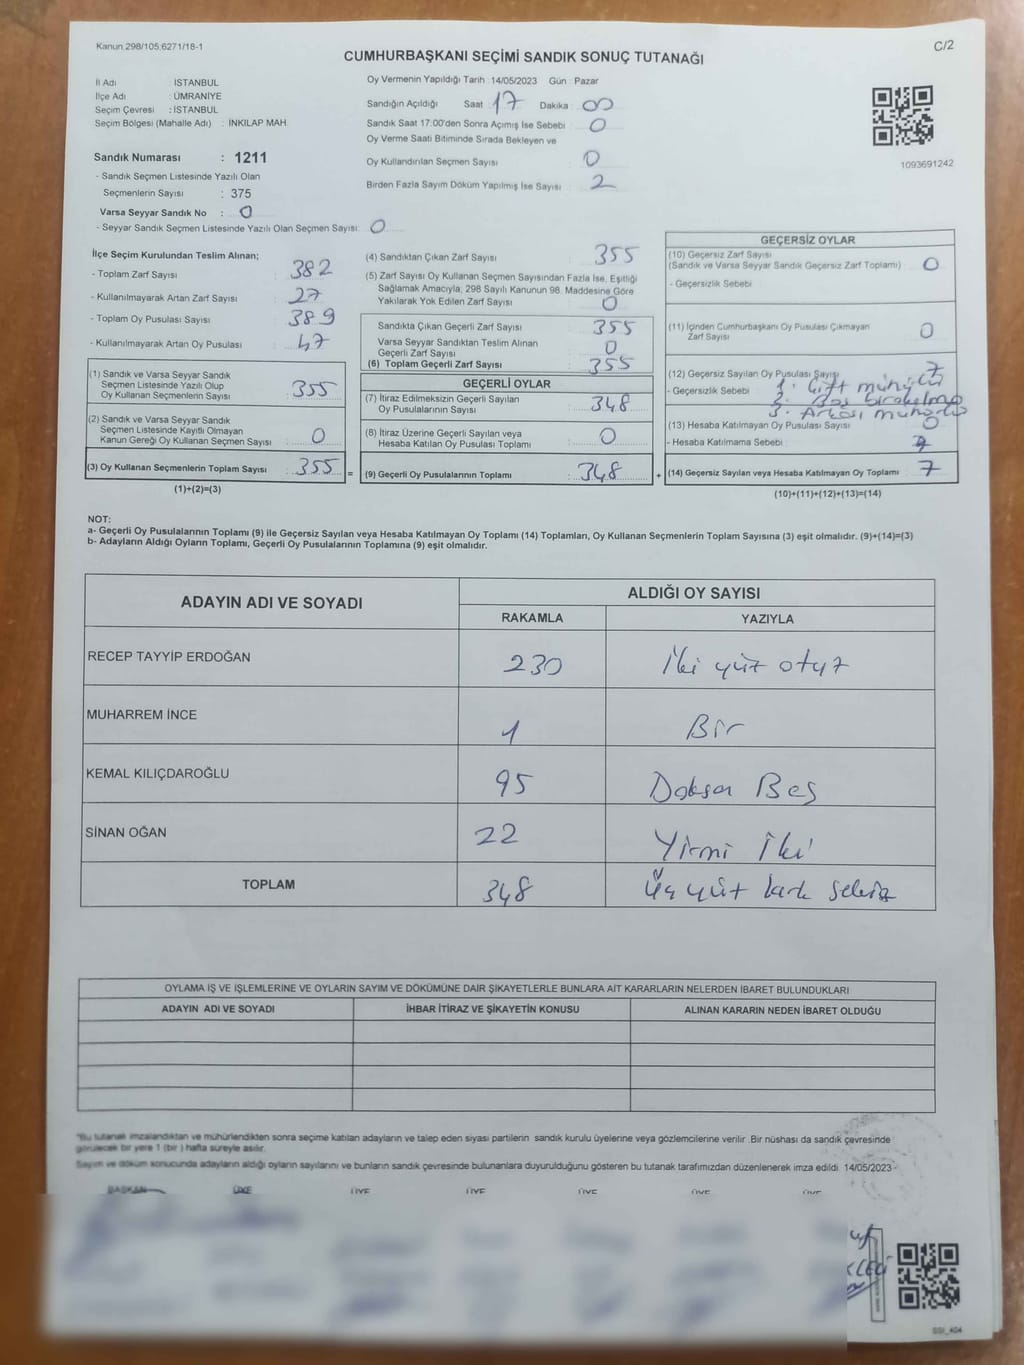 Kanun 298/105;6271/18-1
C/2
CUMHURBAŞKANI SEÇİMİ SANDIK SONUÇ TUTANAĞI
İl Adı : İSTANBUL
İlçe Adı : ÜMRANİYE
Seçim Çevresi : İSTANBUL
Seçim Bölgesi (Mahalle Adı) : İNKILAP MAH.
Sandık Numarası : 1211
- Sandık Seçmen Listesinde Yazılı Olan
Seçmenlerin Sayısı : 375
Varsa Seyyar Sandık No : 0
- Seyyar Sandık Seçmen Listesinde Yazılı Olan Seçmen Sayısı: 0
Oy Vermenin Yapıldığı Tarih : 14/05/2023 Gün : Pazar
Sandığın Açıldığı Saat : 17 Dakika : 00
Sandık Saat 17:00'den Sonra Açılmış İse Sebebi : 0
Oy Verme Saati Bitiminde Sırada Bekleyen ve
Oy Kullandırılan Seçmen Sayısı : 0
Birden Fazla Sayım Döküm Yapılmış İse Sayısı : 2
1093691242
İlçe Seçim Kurulundan Teslim Alınan;
- Toplam Zarf Sayısı : 382
- Kullanılmayarak Artan Zarf Sayısı : 27
- Toplam Oy Pusulası Sayısı : 389
- Kullanılmayarak Artan Oy Pusulası : 47
(1) Sandık ve Varsa Seyyar Sandık
Seçmen Listesinde Yazılı Olup
Oy Kullanan Seçmenlerin Sayısı : 355
(2) Sandık ve Varsa Seyyar Sandık
Seçmen Listesinde Kayıtlı Olmayan
Kanun Gereği Oy Kullanan Seçmen Sayısı : 0
(3) Oy Kullanan Seçmenlerin Toplam Sayısı : 355 =
(1)+(2)=(3)
(4) Sandıktan Çıkan Zarf Sayısı : 355
(5) Zarf Sayısı Oy Kullanan Seçmen Sayısından Fazla İse, Eşitliği
Sağlamak Amacıyla, 298 Sayılı Kanunun 98. Maddesine Göre
Yakılarak Yok Edilen Zarf Sayısı : 0
Sandıkta Çıkan Geçerli Zarf Sayısı : 355
Varsa Seyyar Sandıktan Teslim Alınan
Geçerli Zarf Sayısı : 0
(6) Toplam Geçerli Zarf Sayısı : 355
GEÇERLİ OYLAR
(7) İtiraz Edilmeksizin Geçerli Sayılan
Oy Pusulalarının Sayısı : 348
(8) İtiraz Üzerine Geçerli Sayılan veya
Hesaba Katılan Oy Pusulası Toplamı : 0
(9) Geçerli Oy Pusulalarının Toplamı : 348 +
GEÇERSİZ OYLAR
(10) Geçersiz Zarf Sayısı
(Sandık ve Varsa Seyyar Sandık Geçersiz Zarf Toplamı) : 0
- Geçersizlik Sebebi
(11) İçinden Cumhurbaşkanı Oy Pusulası Çıkmayan
Zarf Sayısı : 0
(12) Geçersiz Sayılan Oy Pusulası Sayısı : 7
- Geçersizlik Sebebi : 1. Çift mühür
2. Boş bırakılma
3. Arkası
(13) Hesaba Katılmayan Oy Pusulası Sayısı : 0
- Hesaba Katılmama Sebebi :
(14) Geçersiz Sayılan veya Hesaba Katılmayan Oy Toplamı : 7
(10)+(11)+(12)+(13)=(14)
NOT:
a- Geçerli Oy Pusulalarının Toplamı (9) ile Geçersiz Sayılan veya Hesaba Katılmayan Oy Toplamı (14) Toplamları, Oy Kullanan Seçmenlerin Toplam Sayısına (3) eşit olmalıdır. (9)+(14)=(3)
b- Adayların Aldığı Oyların Toplamı, Geçerli Oy Pusulalarının Toplamına (9) eşit olmalıdır.
ADAYIN ADI VE SOYADI
ALDIĞI OY SAYISI
RAKAMLA YAZIYLA
RECEP TAYYİP ERDOĞAN 230 İki yüz otuz
MUHARREM İNCE 1 Bir
KEMAL KILIÇDAROĞLU 95 Doksan Beş
SİNAN OĞAN 22 Yirmi İki
TOPLAM 348 Üç yüz kırk sekiz
OYLAMA İŞ VE İŞLEMLERİNE VE OYLARIN SAYIM VE DÖKÜMÜNE DAİR ŞİKAYETLERLE BUNLARA AİT KARARLARIN NELERDEN İBARET BULUNDUKLARI
ADAYIN ADI VE SOYADI İHBAR İTİRAZ VE ŞİKAYETİN KONUSU ALINAN KARARIN NEDEN İBARET OLDUĞU
*Bu tutanak imzalandıktan ve mühürlendikten sonra seçime katılan adayların ve talep eden siyasi partilerin sandık kurulu üyelerine veya gözlemcilerine verilir. Bir nüshası da sandık çevresinde
görülecek bir yere 1 (bir) hafta süreyle asılır.
Sayım ve döküm sonucunda adayların aldığı oyların sayılarını ve bunların sandık çevresinde bulunanlara duyurulduğunu gösteren bu tutanak tarafımızdan düzenlenerek imza edildi. 14/05/2023 -
BAŞKAN ÜYE ÜYE ÜYE ÜYE ÜYE ÜYE